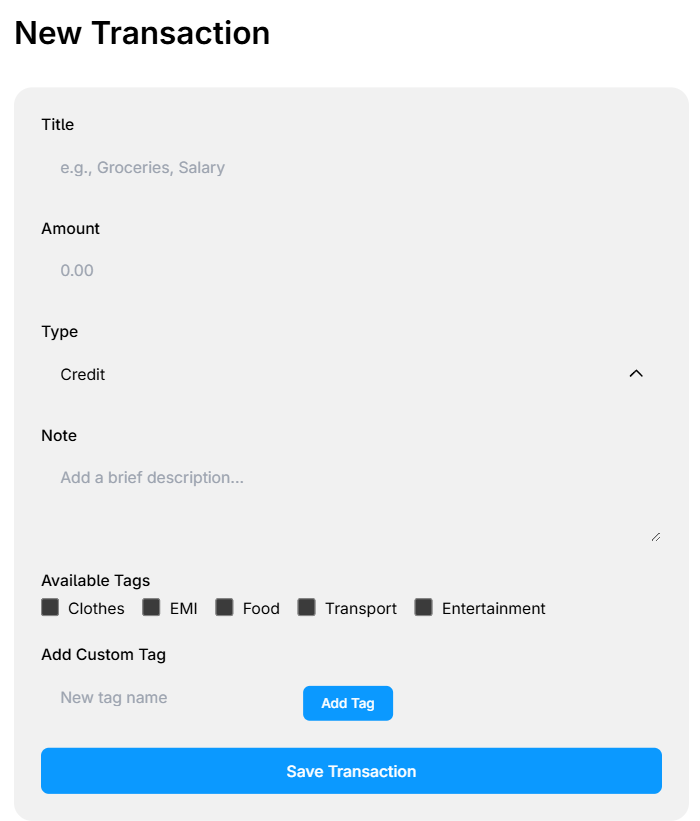 New Transaction
Title
e.g., Groceries, Salary
Amount
0.00
Type
Credit
Note
Add a brief description...
Available Tags
Clothes EMI Food Transport Entertainment
Add Custom Tag
New tag name Add Tag
Save Transaction